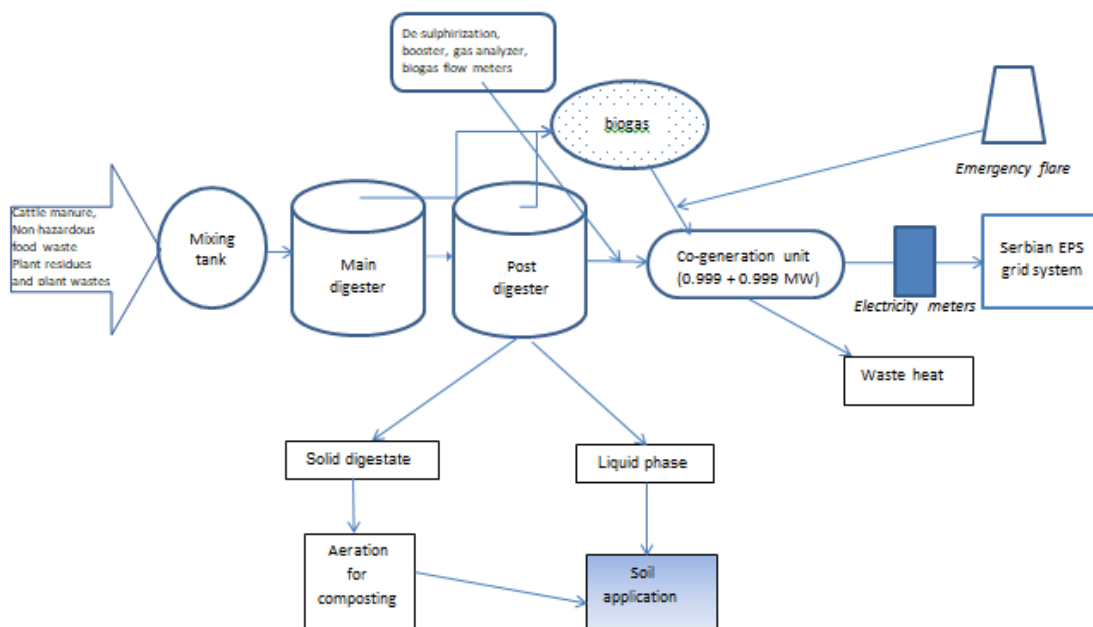 De-sulphirization,
booster, gas analyzer,
biogas flow meters
biogas
Emergency flare
Cattle manure,
Non-hazardous
food waste
Plant residues
and plant wastes
Mixing
tank
Main
digester
Post
digester
Co-generation unit
(0.999 + 0.999 MW)
Electricity meters
Serbian EPS
grid system
Waste heat
Solid digestate
Liquid phase
Aeration
for
composting
Soil
application